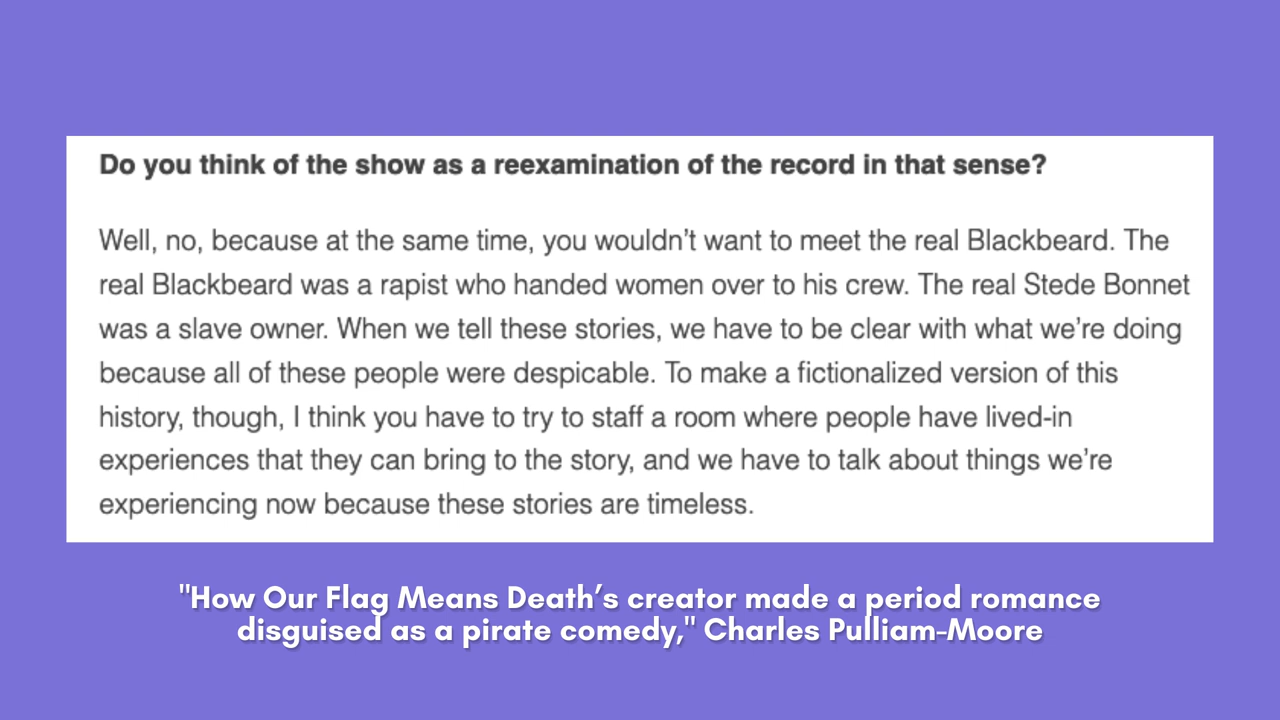 Do you think of the show as a reexamination of the record in that sense?
Well, no, because at the same time, you wouldn’t want to meet the real Blackbeard. The
real Blackbeard was a rapist who handed women over to his crew. The real Stede Bonnet
was a slave owner. When we tell these stories, we have to be clear with what we’re doing
because all of these people were despicable. To make a fictionalized version of this
history, though, I think you have to try to staff a room where people have lived-in
experiences that they can bring to the story, and we have to talk about things we’re
experiencing now because these stories are timeless.
"How Our Flag Means Death’s creator made a period romance
disguised as a pirate comedy," Charles Pulliam-Moore